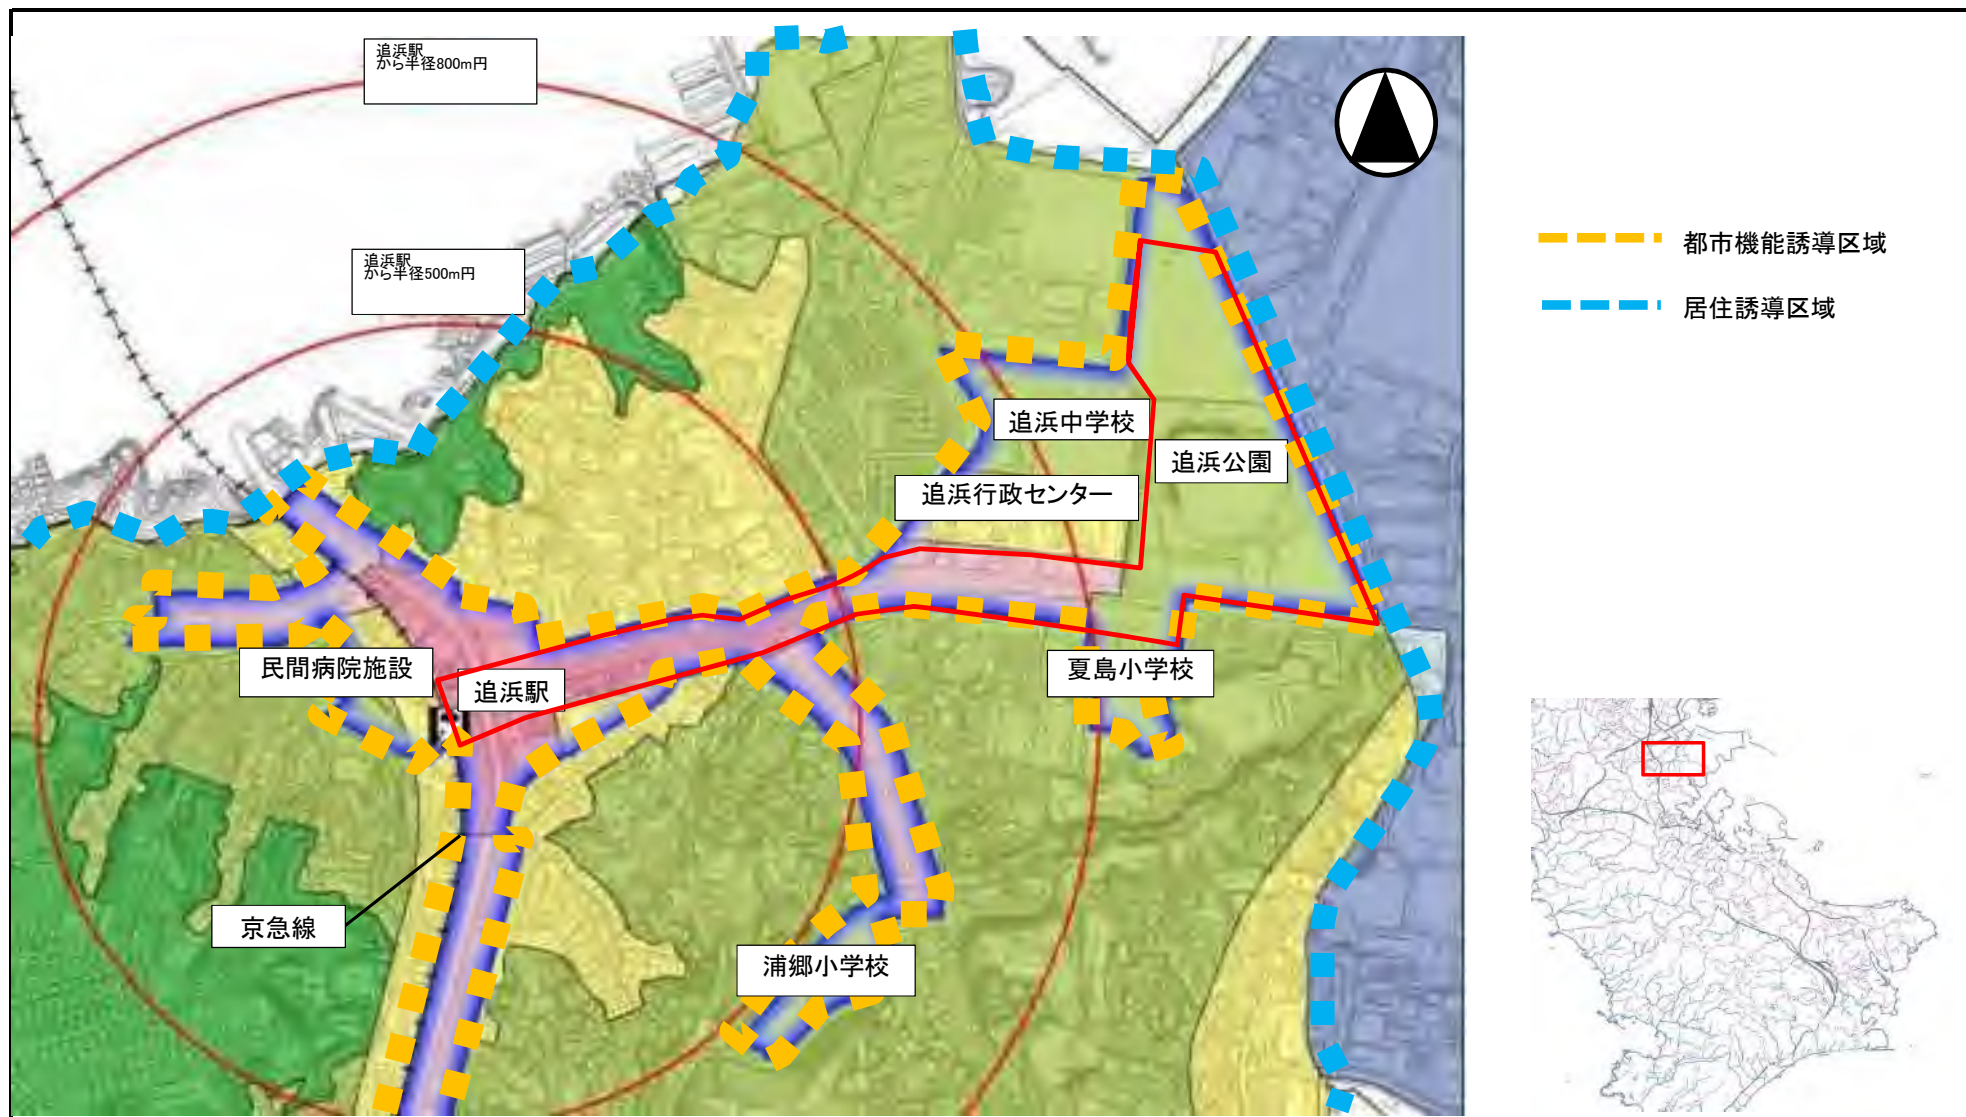 追浜駅
から半径800m円
追浜駅
から半径500m円
都市機能誘導区域
居住誘導区域
追浜中学校
追浜公園
追浜行政センター
民間病院施設
追浜駅
夏島小学校
京急線
浦郷小学校